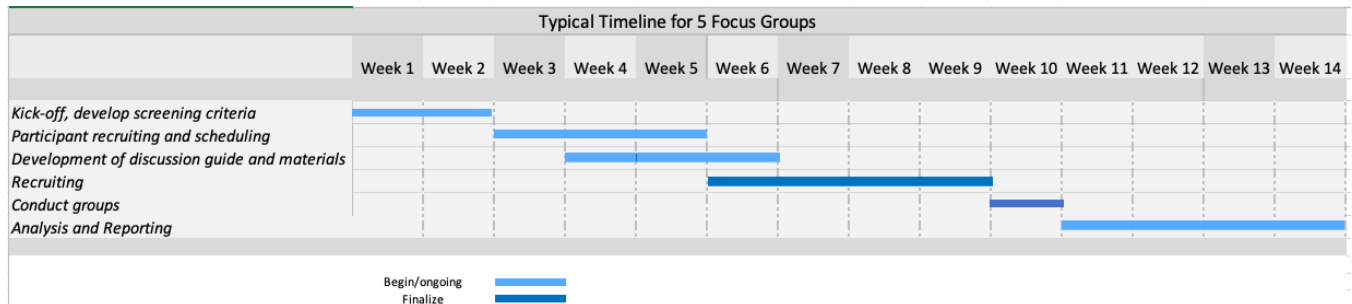 Typical Timeline for 5 Focus Groups
Week 1 Week 2 Week 3 Week 4 Week 5 Week 6 Week 7 Week 8 Week 9 Week 10 Week 11 Week 12 Week 13 Week 14
Kick-off, develop screening criteria
Participant recruiting and scheduling
Development of discussion guide and materials
Recruiting
Conduct groups
Analysis and Reporting
Begin/ongoing
Finalize